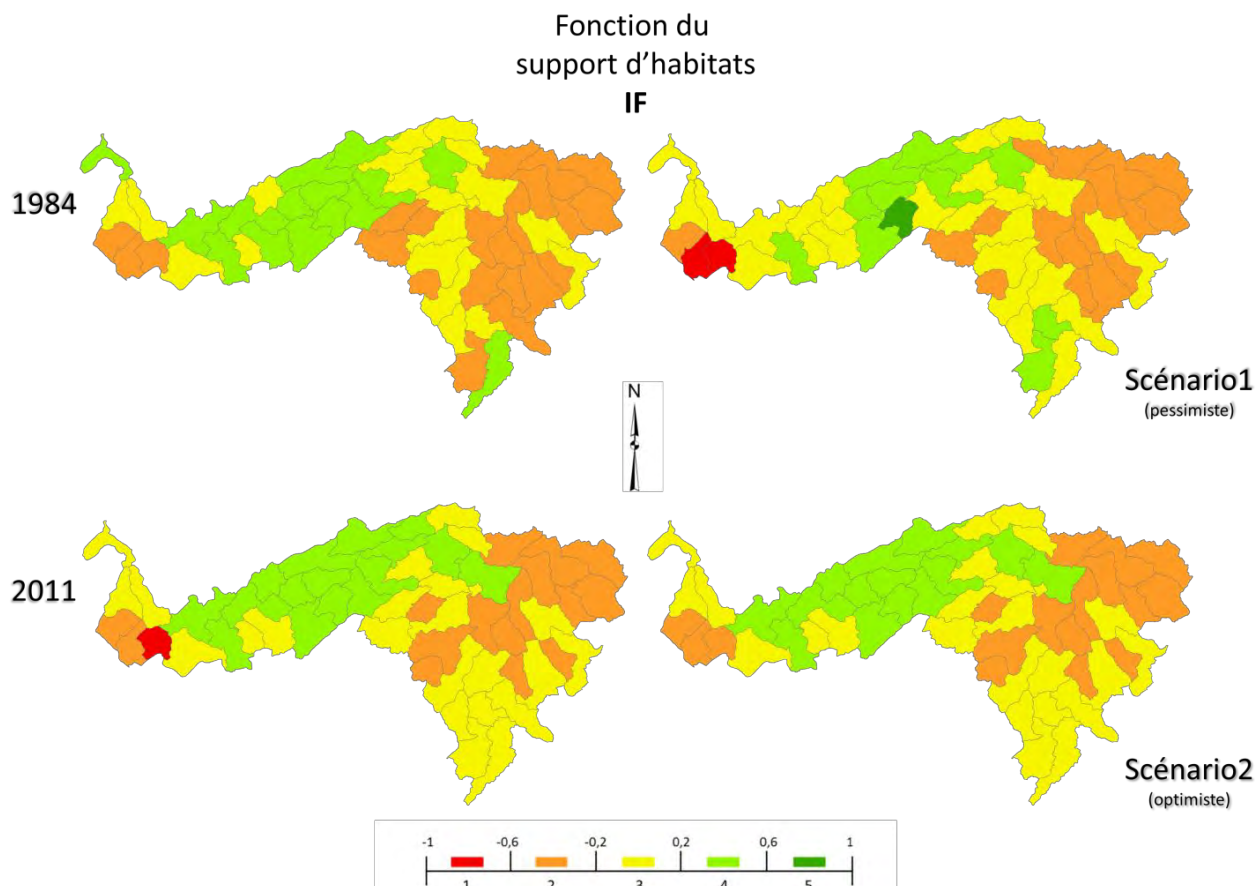 Fonction du
support d'habitats
IF
1984
Scénario1
(pessimiste)
N
2011
Scénario2
(optimiste)
-1 -0,6 -0,2 0,2 0,6 1
1 2 3 4 5